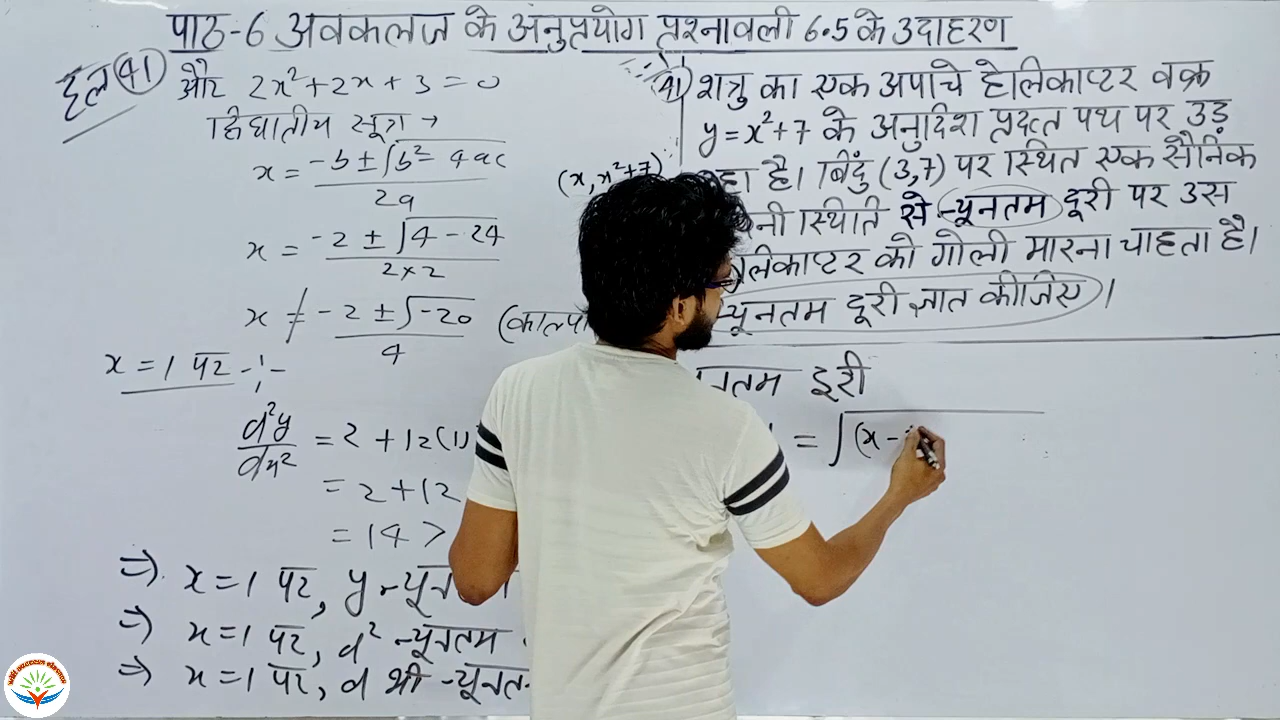 पाठ-6 अवकलज के अनुप्रयोग प्रश्नावली 6.5 के उदाहरण
हल 41
और 2x²+2x+3=0
द्विघातीय सूत्र →
x = (-b ± √(b² - 4ac)) / 2a
x = (-2 ± √(4 - 24)) / (2×2)
x ≠ (-2 ± √(-20)) / 4 (काल्प
x = 1 पर :-
d²y/dx² = 2 + 12(1)
= 2 + 12
= 14 >
⇒ x = 1 पर, y न्यून
⇒ x = 1 पर, d² न्यूनतम
⇒ x = 1 पर, d भी न्यूनत
(x, x²+7)
41) शत्रु का एक अपाचे हेलिकाप्टर वक्र
y = x²+7 के अनुदिश प्रदत्त पथ पर उड़
हा है। बिंदु (3,7) पर स्थित एक सैनिक
नी स्थिति से न्यूनतम दूरी पर उस
लिकाप्टर को गोली मारना चाहता है।
न्यूनतम दूरी ज्ञात कीजिए।
नतम दूरी
= √(x -